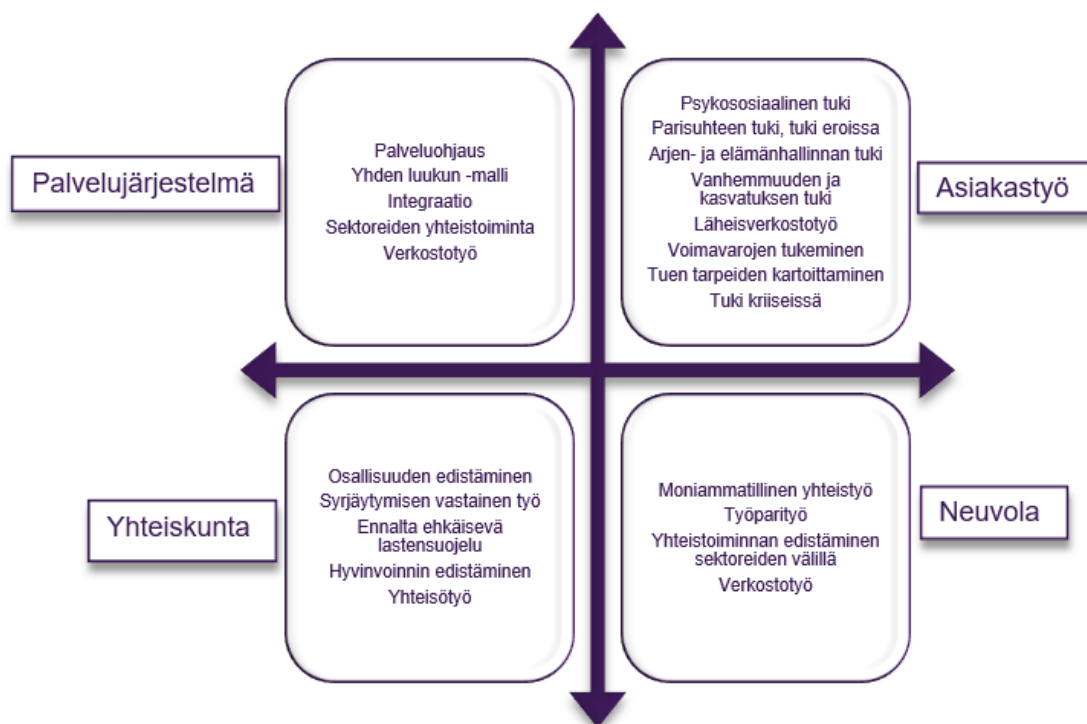 Palvelujärjestelmä
Palveluohjaus
Yhden luukun -malli
Integraatio
Sektoreiden yhteistoiminta
Verkostotyö
Psykososiaalinen tuki
Parisuhteen tuki, tuki eroissa
Arjen- ja elämänhallinnan tuki
Vanhemmuuden ja
kasvatuksen tuki
Läheisverkostotyö
Voimavarojen tukeminen
Tuen tarpeiden kartoittaminen
Tuki kriiseissä
Asiakastyö
Yhteiskunta
Osallisuuden edistäminen
Syrjäytymisen vastainen työ
Ennalta ehkäisevä
lastensuojelu
Hyvinvoinnin edistäminen
Yhteisötyö
Moniammatillinen yhteistyö
Työparityö
Yhteistoiminnan edistäminen
sektoreiden välillä
Verkostotyö
Neuvola